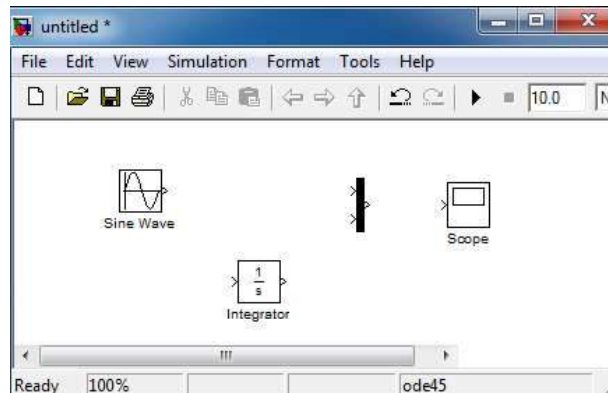 untitled *
File Edit View Simulation Format Tools Help
10.0 N
Sine Wave
Scope
1
s
Integrator
Ready 100% ode45